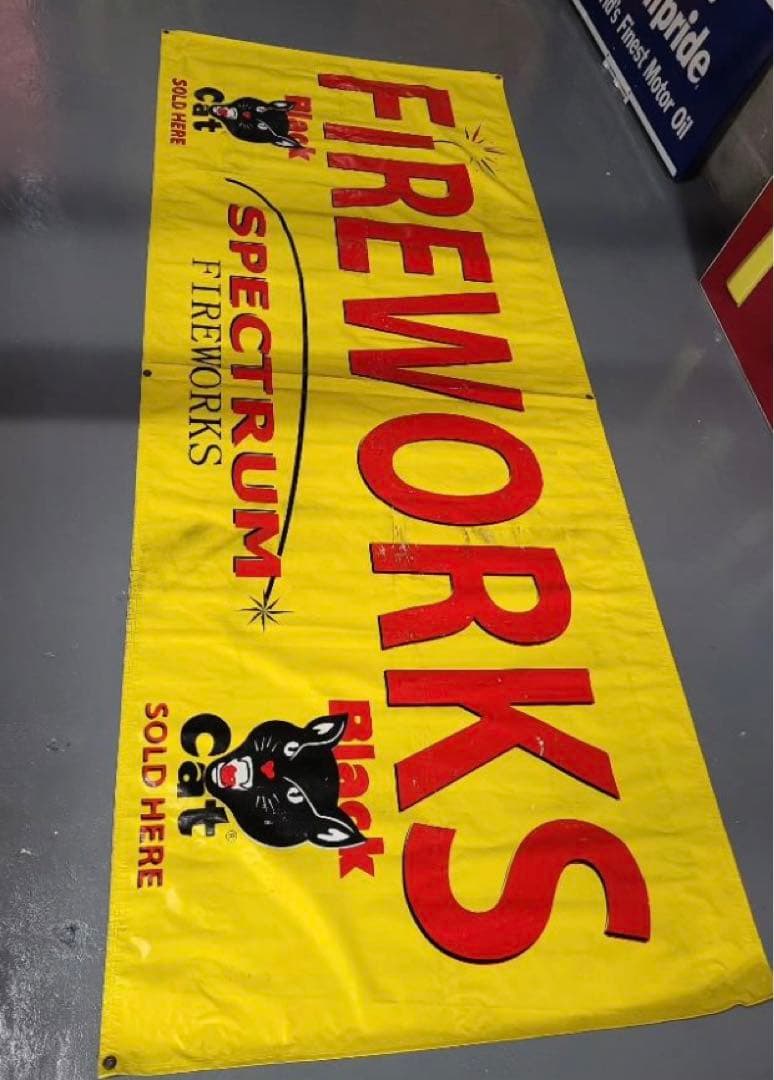 FIREWORKS
Black
Cat
SOLD HERE
SPECTRUM
FIREWORKS
Black
Cat®
SOLD HERE
Finest Motor Oil